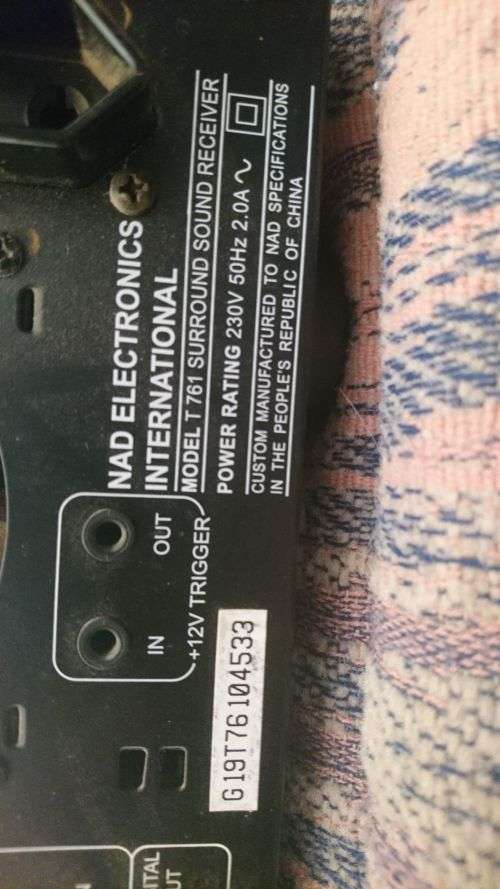 NAD ELECTRONICS
INTERNATIONAL
MODEL T 761 SURROUND SOUND RECEIVER
POWER RATING 230V 50Hz 2.0A ~
CUSTOM MANUFACTURED TO NAD SPECIFICATIONS
IN THE PEOPLE'S REPUBLIC OF CHINA
IN OUT
+12V TRIGGER
G19T76104533